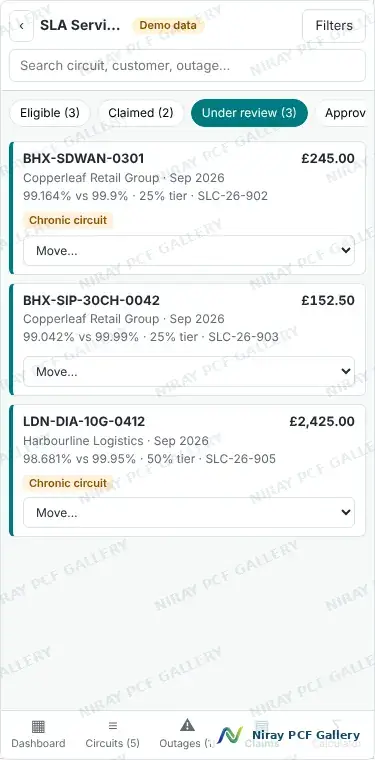 ‹ SLA Servi... Demo data Filters
Search circuit, customer, outage...
Eligible (3) Claimed (2) Under review (3) Approv
BHX-SDWAN-0301 £245.00
Copperleaf Retail Group · Sep 2026
99.164% vs 99.9% · 25% tier · SLC-26-902
Chronic circuit
Move...
BHX-SIP-30CH-0042 £152.50
Copperleaf Retail Group · Sep 2026
99.042% vs 99.99% · 25% tier · SLC-26-903
Move...
LDN-DIA-10G-0412 £2,425.00
Harbourline Logistics · Sep 2026
98.681% vs 99.95% · 50% tier · SLC-26-905
Chronic circuit
Move...
NIRAY PCF GALLERY
Dashboard Circuits (5) Outages Claims
Niray PCF Gallery